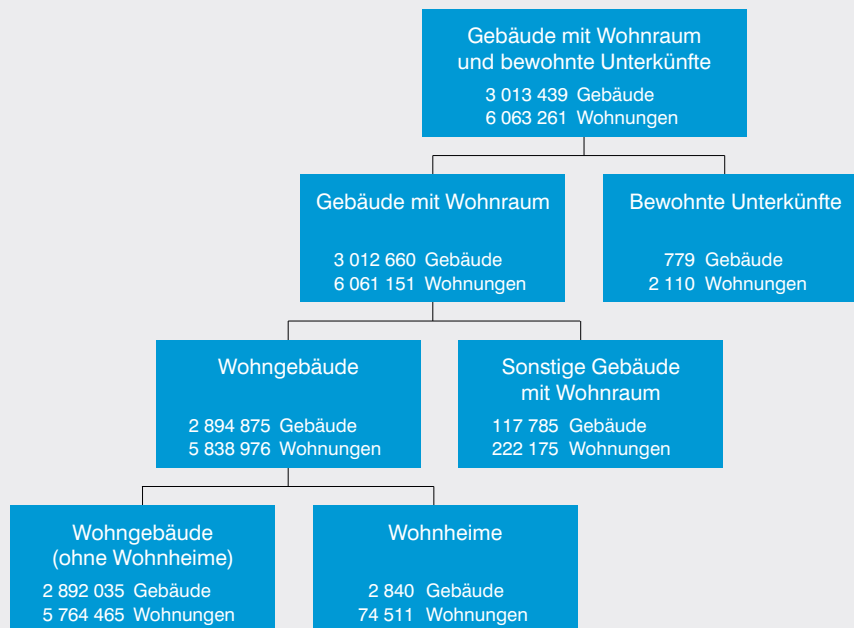 Gebäude mit Wohnraum
und bewohnte Unterkünfte
3 013 439 Gebäude
6 063 261 Wohnungen
Gebäude mit Wohnraum
3 012 660 Gebäude
6 061 151 Wohnungen
Bewohnte Unterkünfte
779 Gebäude
2 110 Wohnungen
Wohngebäude
2 894 875 Gebäude
5 838 976 Wohnungen
Sonstige Gebäude
mit Wohnraum
117 785 Gebäude
222 175 Wohnungen
Wohngebäude
(ohne Wohnheime)
2 892 035 Gebäude
5 764 465 Wohnungen
Wohnheime
2 840 Gebäude
74 511 Wohnungen